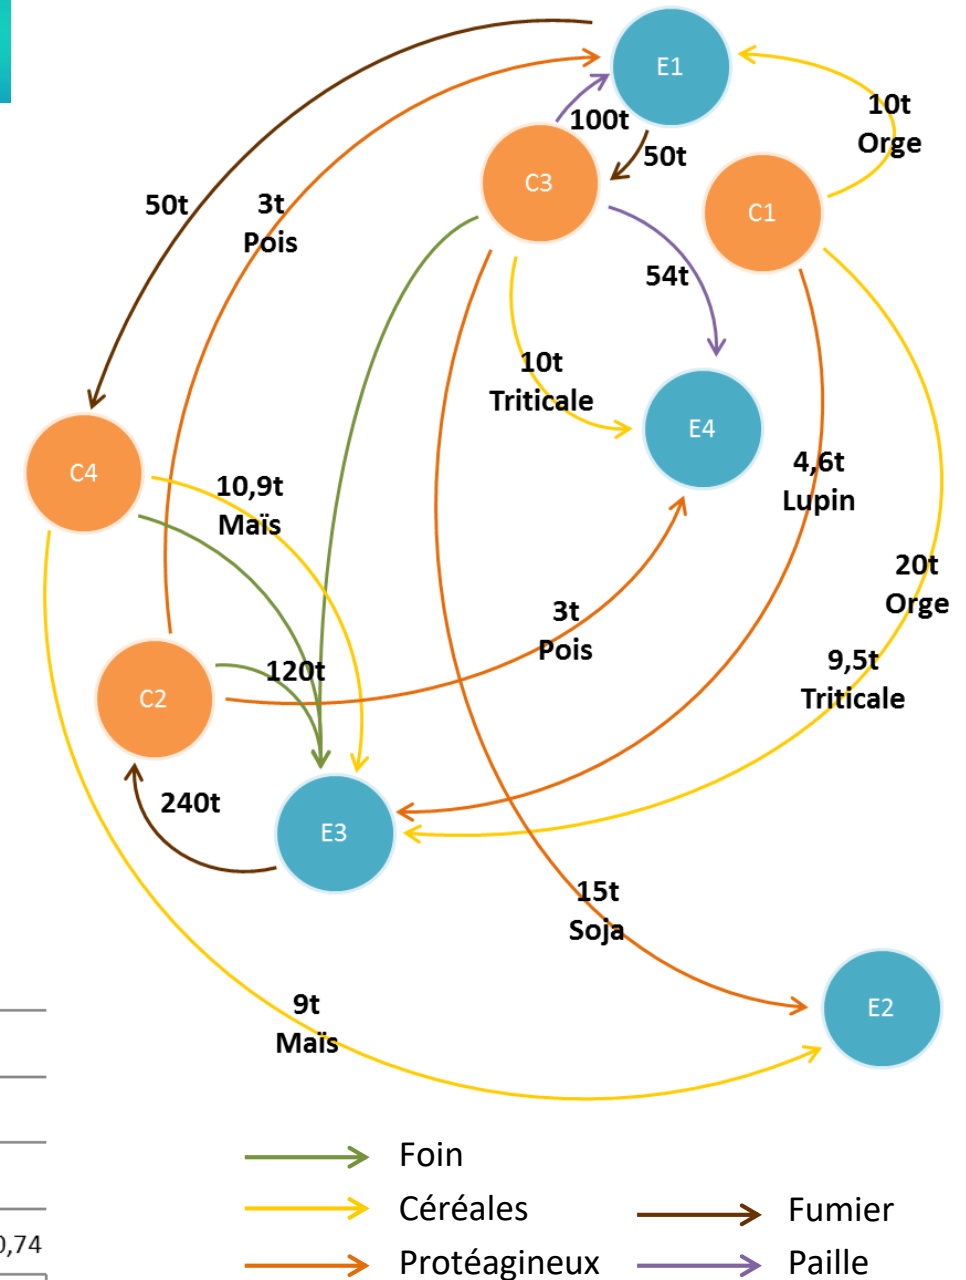 E1
10t
Orge
100t
50t
C3
C1
50t
3t
Pois
54t
10t
Triticale
E4
C4
10,9t
Maïs
4,6t
Lupin
20t
Orge
3t
Pois
120t
9,5t
Triticale
C2
240t
E3
15t
Soja
E2
9t
Maïs
Foin
Céréales
Fumier
0,74
Protéagineux
Paille